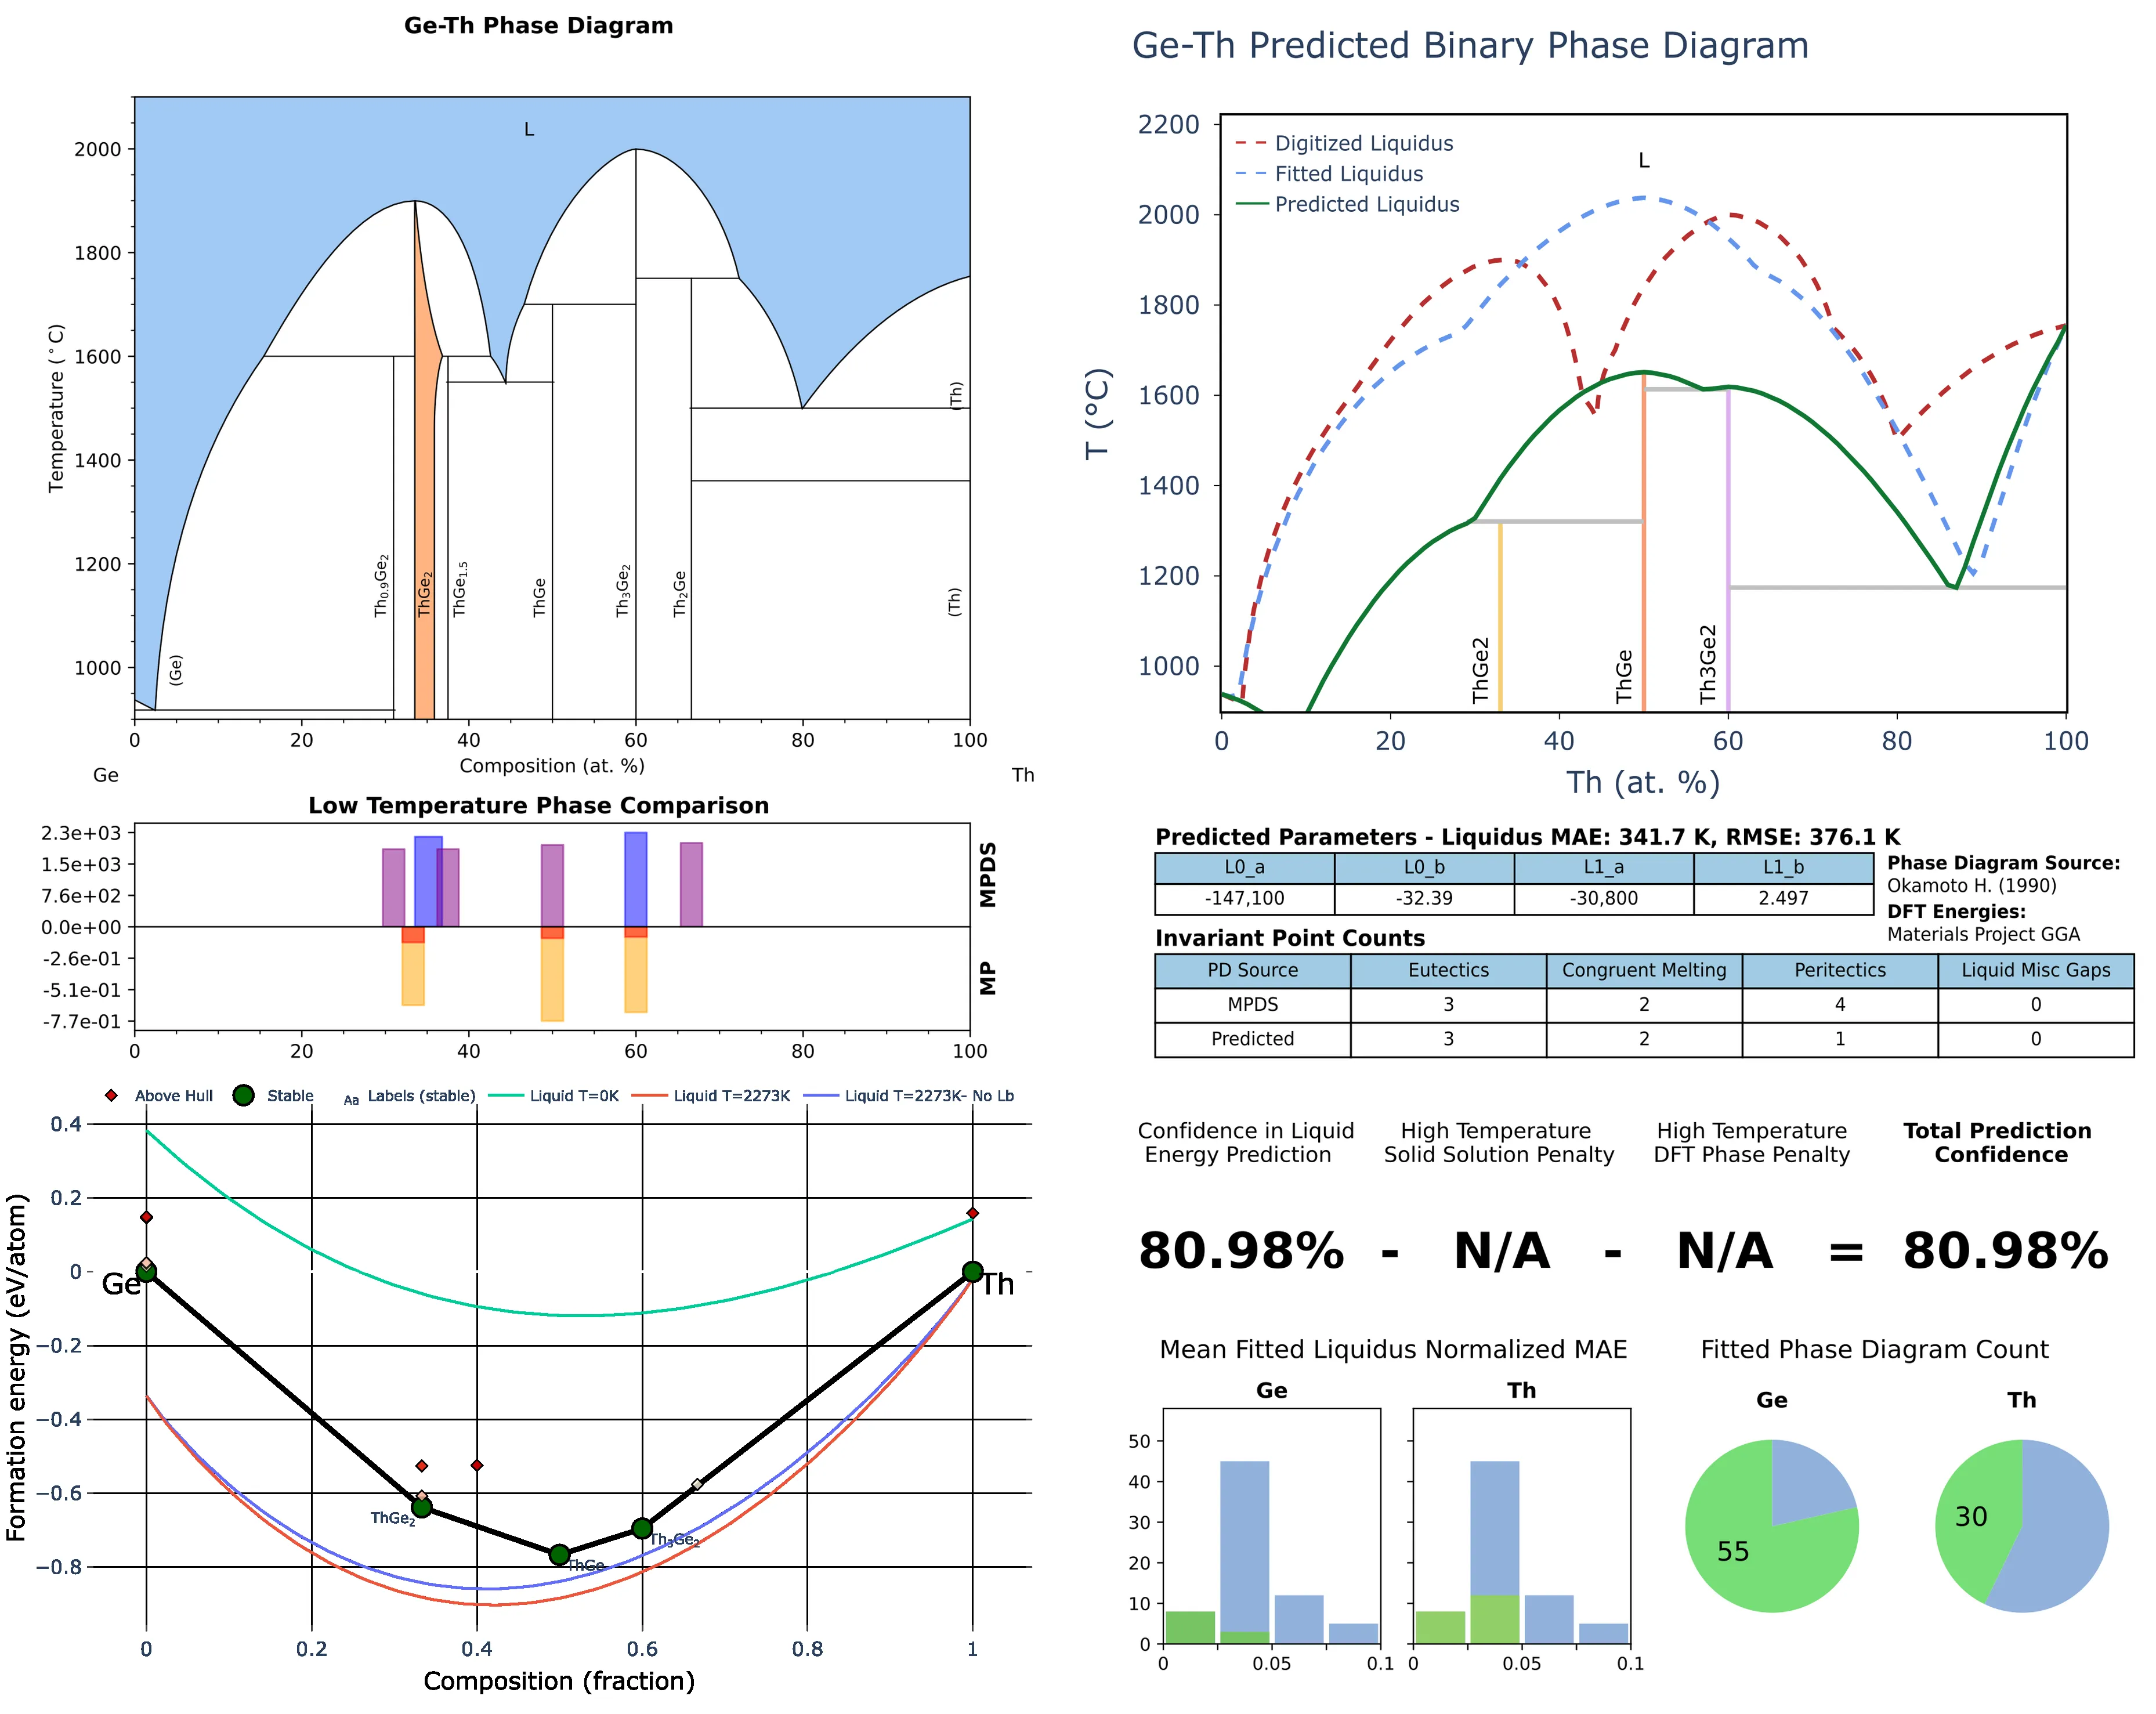 Ge-Th Phase Diagram
L
2000
1800
1600
1400
1200
1000
Temperature (°C)
(Ge)
Th0.9Ge2
ThGe2
ThGe1.5
ThGe
Th3Ge2
Th2Ge
(Th)
(Th)
0 20 40 60 80 100
Composition (at. %)
Ge Th
Low Temperature Phase Comparison
2.3e+03
1.5e+03
7.6e+02
0.0e+00
-2.6e-01
-5.1e-01
-7.7e-01
MPDS
MP
0 20 40 60 80 100
Above Hull Stable Aa Labels (stable) Liquid T=0K Liquid T=2273K Liquid T=2273K- No Lb
0.4
0.2
0
−0.2
−0.4
−0.6
−0.8
Formation energy (eV/atom)
Ge
Th
ThGe2
ThGe
Th3Ge2
0 0.2 0.4 0.6 0.8 1
Composition (fraction)
Ge-Th Predicted Binary Phase Diagram
Digitized Liquidus
Fitted Liquidus
Predicted Liquidus
L
2200
2000
1800
1600
1400
1200
1000
T (°C)
ThGe2
ThGe
Th3Ge2
0 20 40 60 80 100
Th (at. %)
Predicted Parameters - Liquidus MAE: 341.7 K, RMSE: 376.1 K
L0_a L0_b L1_a L1_b
-147,100 -32.39 -30,800 2.497
Phase Diagram Source:
Okamoto H. (1990)
DFT Energies:
Materials Project GGA
Invariant Point Counts
PD Source Eutectics Congruent Melting Peritectics Liquid Misc Gaps
MPDS 3 2 4 0
Predicted 3 2 1 0
Confidence in Liquid
Energy Prediction
High Temperature
Solid Solution Penalty
High Temperature
DFT Phase Penalty
Total Prediction
Confidence
80.98% - N/A - N/A = 80.98%
Mean Fitted Liquidus Normalized MAE
Ge Th
50
40
30
20
10
0
0 0.05 0.1 0 0.05 0.1
Fitted Phase Diagram Count
Ge Th
55 30